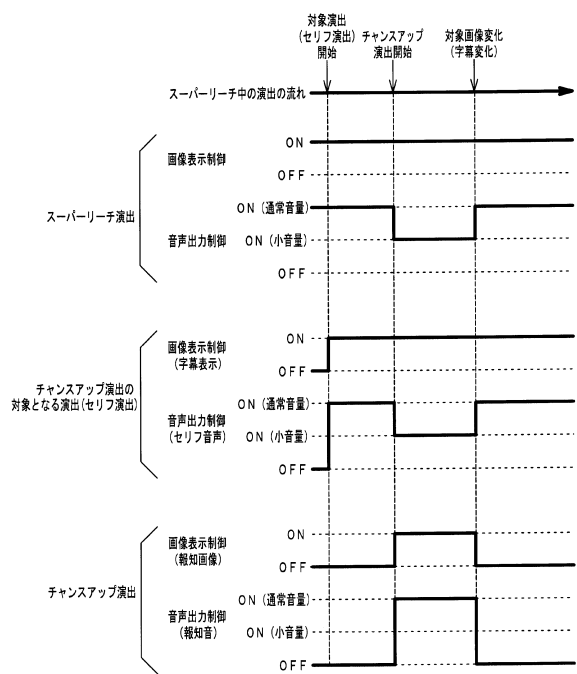 対象演出
(セリフ演出)
開始
チャンスアップ
演出開始
対象画像変化
(字幕変化)
スーパーリーチ中の演出の流れ
スーパーリーチ演出
画像表示制御
ON
OFF
音声出力制御
ON(通常音量)
ON(小音量)
OFF
チャンスアップ演出の
対象となる演出(セリフ演出)
画像表示制御
(字幕表示)
ON
OFF
音声出力制御
(セリフ音声)
ON(通常音量)
ON(小音量)
OFF
チャンスアップ演出
画像表示制御
(報知画像)
ON
OFF
音声出力制御
(報知音)
ON(通常音量)
ON(小音量)
OFF